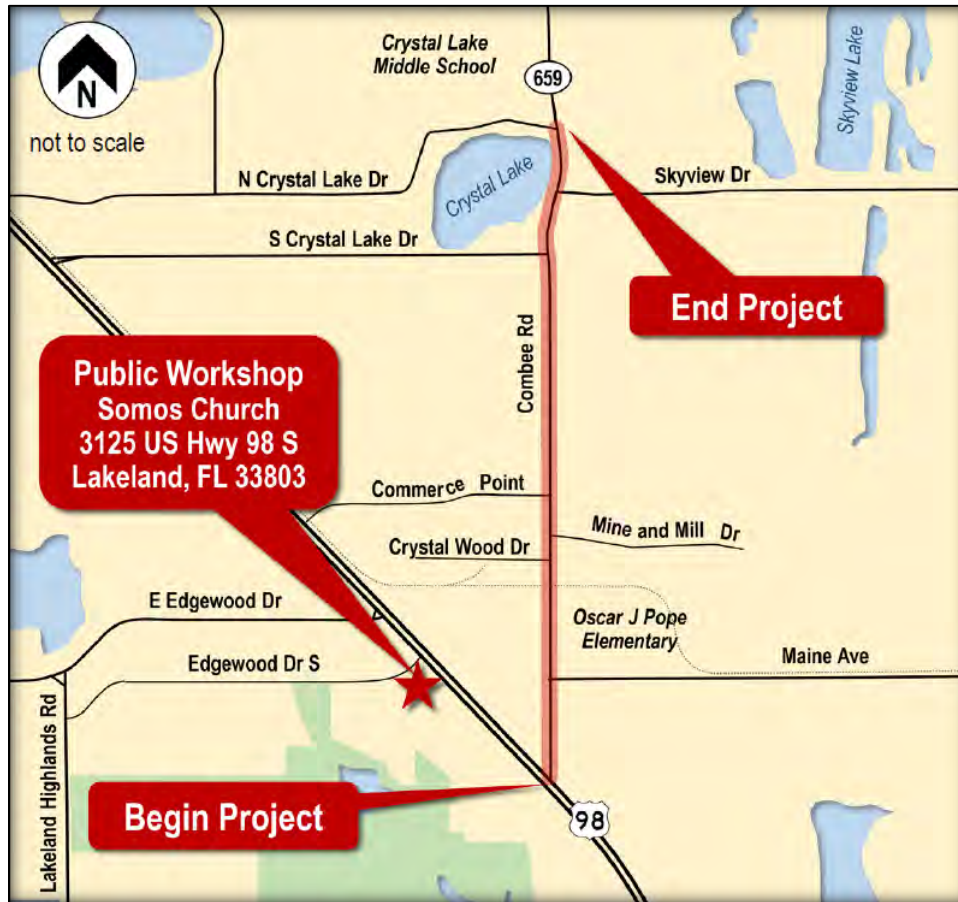 Crystal Lake
Middle School
659
N
not to scale
Skyview Lake
Crystal Lake
N Crystal Lake Dr
Skyview Dr
S Crystal Lake Dr
End Project
Combee Rd
Public Workshop
Somos Church
3125 US Hwy 98 S
Lakeland, FL 33803
Commerce Point
Mine and Mill Dr
Crystal Wood Dr
E Edgewood Dr
Oscar J Pope
Elementary
Edgewood Dr S
Maine Ave
Lakeland Highlands Rd
Begin Project
98